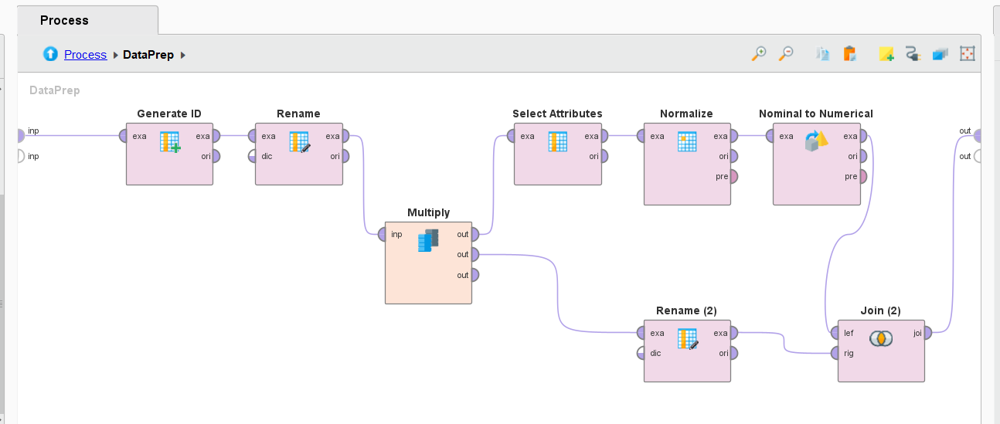 Process
Process DataPrep
DataPrep
Generate ID Rename Select Attributes Normalize Nominal to Numerical
inp exa exa exa exa exa exa exa exa exa exa out
inp ori dic ori ori ori ori out
pre pre
Multiply
inp out
out
out
Rename (2) Join (2)
exa exa lef joi
dic ori rig